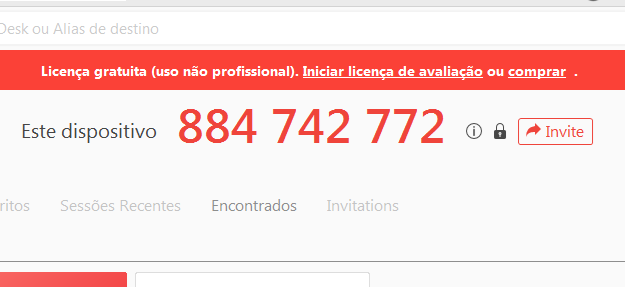 Desk ou Alias de destino
Licença gratuita (uso não profissional). Iniciar licença de avaliação ou comprar .
Este dispositivo 884 742 772 Invite
ritos Sessões Recentes Encontrados Invitations